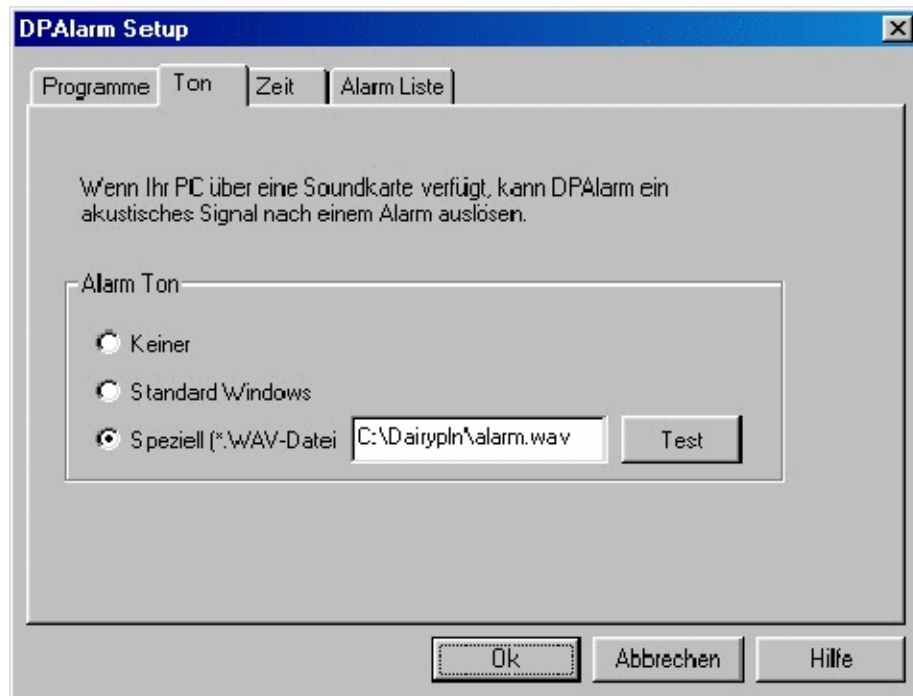 DPAlarm Setup
Programme
Ton
Zeit
Alarm Liste
Wenn Ihr PC über eine Soundkarte verfügt, kann DPAlarm ein
akustisches Signal nach einem Alarm auslösen.
Alarm Ton
Keiner
Standard Windows
Speziell (*.WAV-Datei
C:\Dairypln\alarm.wav
Test
Ok
Abbrechen
Hilfe